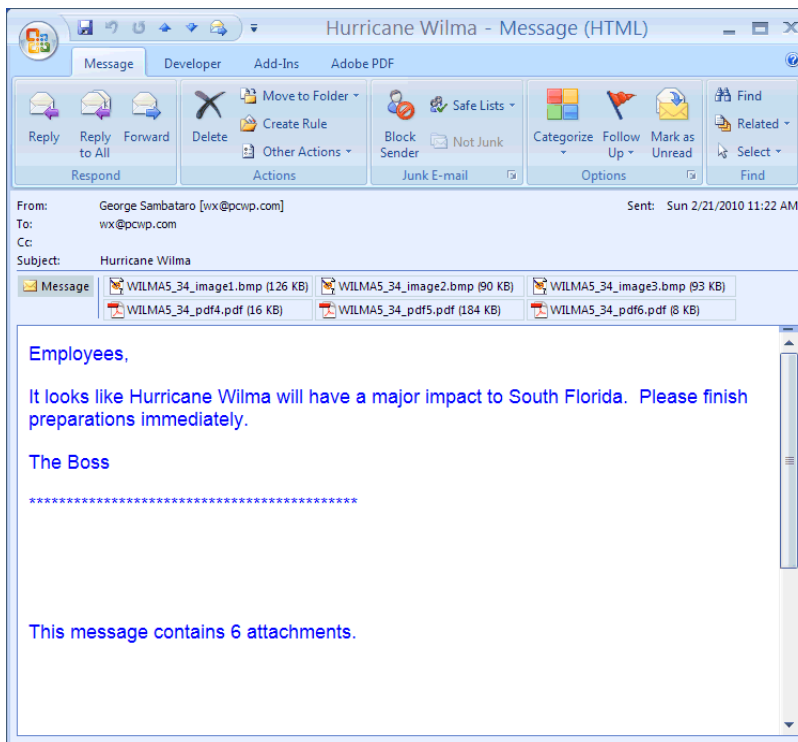 Hurricane Wilma - Message (HTML)
Message Developer Add-Ins Adobe PDF
Reply
Reply to All
Forward
Delete
Move to Folder
Create Rule
Other Actions
Block Sender
Safe Lists
Not Junk
Categorize
Follow Up
Mark as Unread
Find
Related
Select
Respond Actions Junk E-mail Options Find
From: George Sambataro [wx@pcwp.com] Sent: Sun 2/21/2010 11:22 AM
To: wx@pcwp.com
Cc:
Subject: Hurricane Wilma
Message WILMA5_34_image1.bmp (126 KB) WILMA5_34_image2.bmp (90 KB) WILMA5_34_image3.bmp (93 KB)
WILMA5_34_pdf4.pdf (16 KB) WILMA5_34_pdf5.pdf (184 KB) WILMA5_34_pdf6.pdf (8 KB)
Employees,
It looks like Hurricane Wilma will have a major impact to South Florida.  Please finish
preparations immediately.
The Boss
********************************************
This message contains 6 attachments.